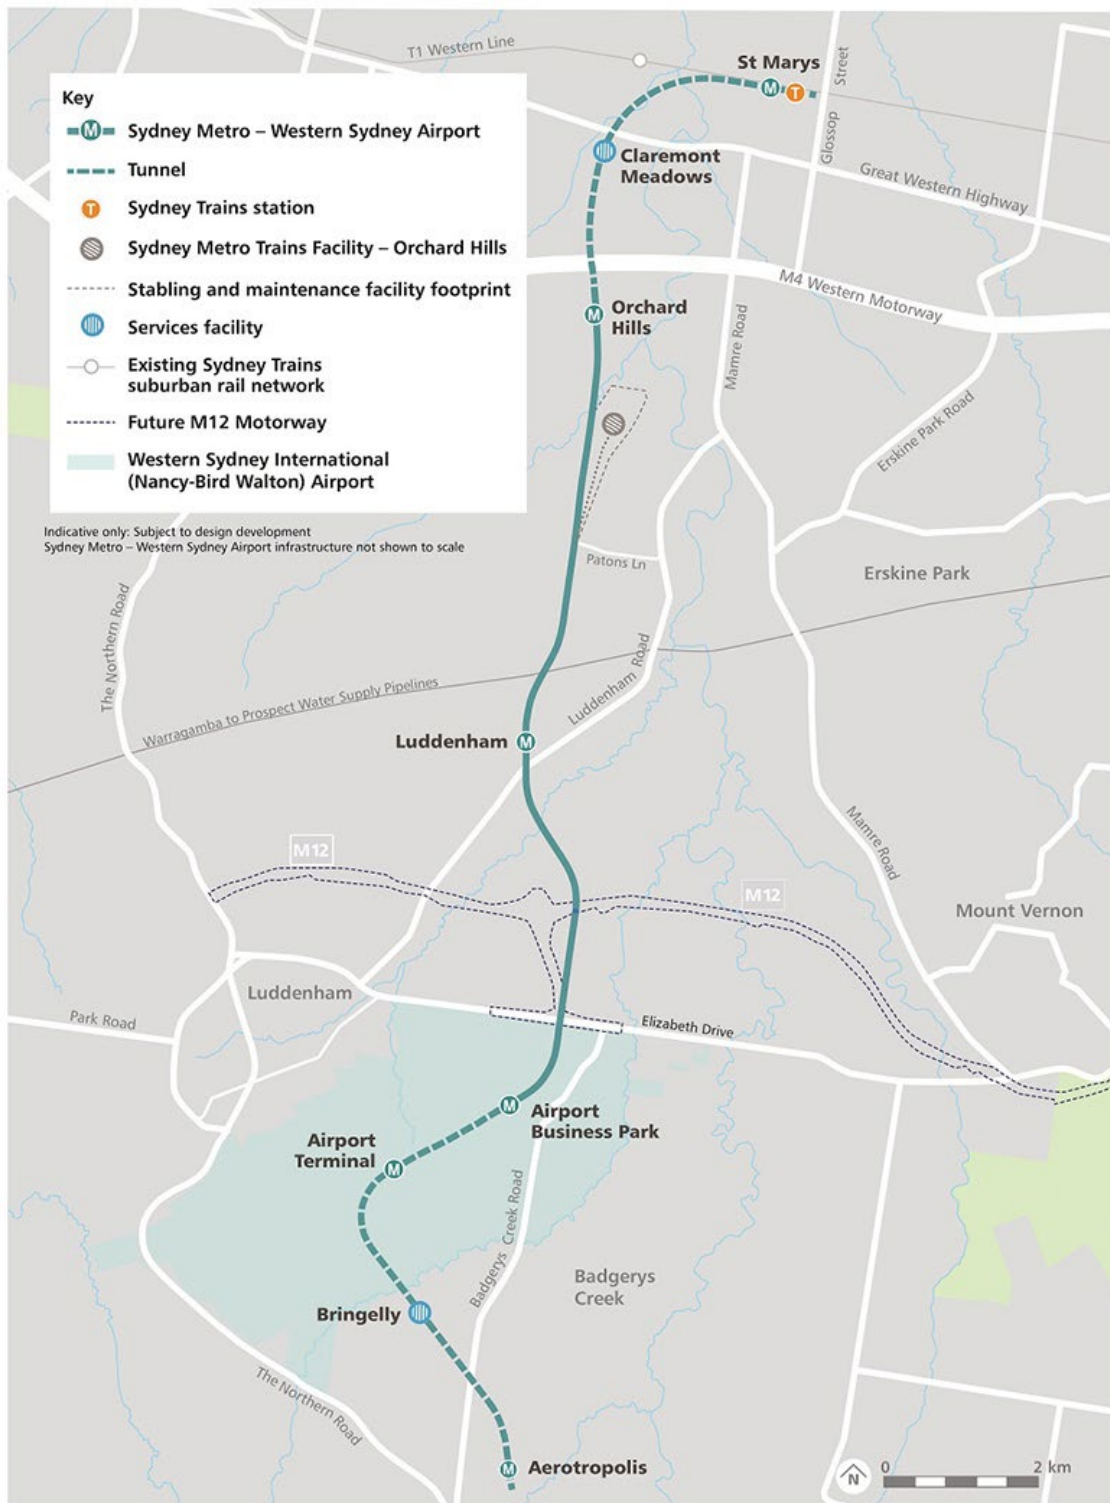 T1 Western Line
St Marys
Glossop Street
Key
M Sydney Metro – Western Sydney Airport
Tunnel
T Sydney Trains station
Sydney Metro Trains Facility – Orchard Hills
Stabling and maintenance facility footprint
Services facility
Existing Sydney Trains
suburban rail network
Future M12 Motorway
Western Sydney International
(Nancy-Bird Walton) Airport
Indicative only: Subject to design development
Sydney Metro – Western Sydney Airport infrastructure not shown to scale
M
T
Claremont
Meadows
Great Western Highway
M4 Western Motorway
M
Orchard
Hills
Mamre Road
Erskine Park Road
Patons Ln
Erskine Park
The Northern Road
Warragamba to Prospect Water Supply Pipelines
Luddenham Road
Luddenham
M
M12
M12
Mamre Road
Mount Vernon
Luddenham
Park Road
Elizabeth Drive
M
Airport
Business Park
Airport
Terminal
M
Badgerys Creek Road
Badgerys
Creek
Bringelly
The Northern Road
M
Aerotropolis
N
0
2 km